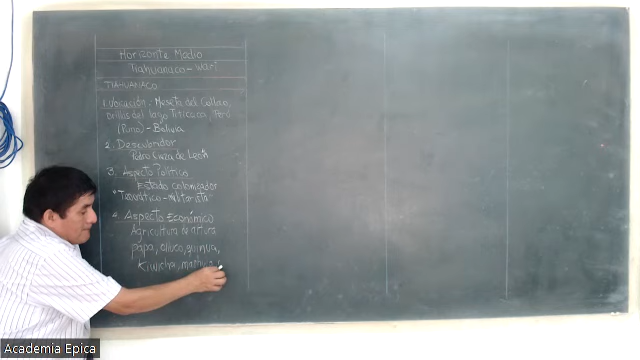 Horizonte Medio
Tiahuanaco - Wari
TIAHUANACO
1. Ubicación: Meseta del Collao,
orillas del lago Titicaca, Perú
(Puno) - Bolivia
2. Descubridor
Pedro Cieza de León
3. Aspecto Político
Estado colonizador
Teocrático - militarista
4. Aspecto Económico
Agricultura de altura
papa, olluco, quinua,
Kiwicha,
Academia Epica